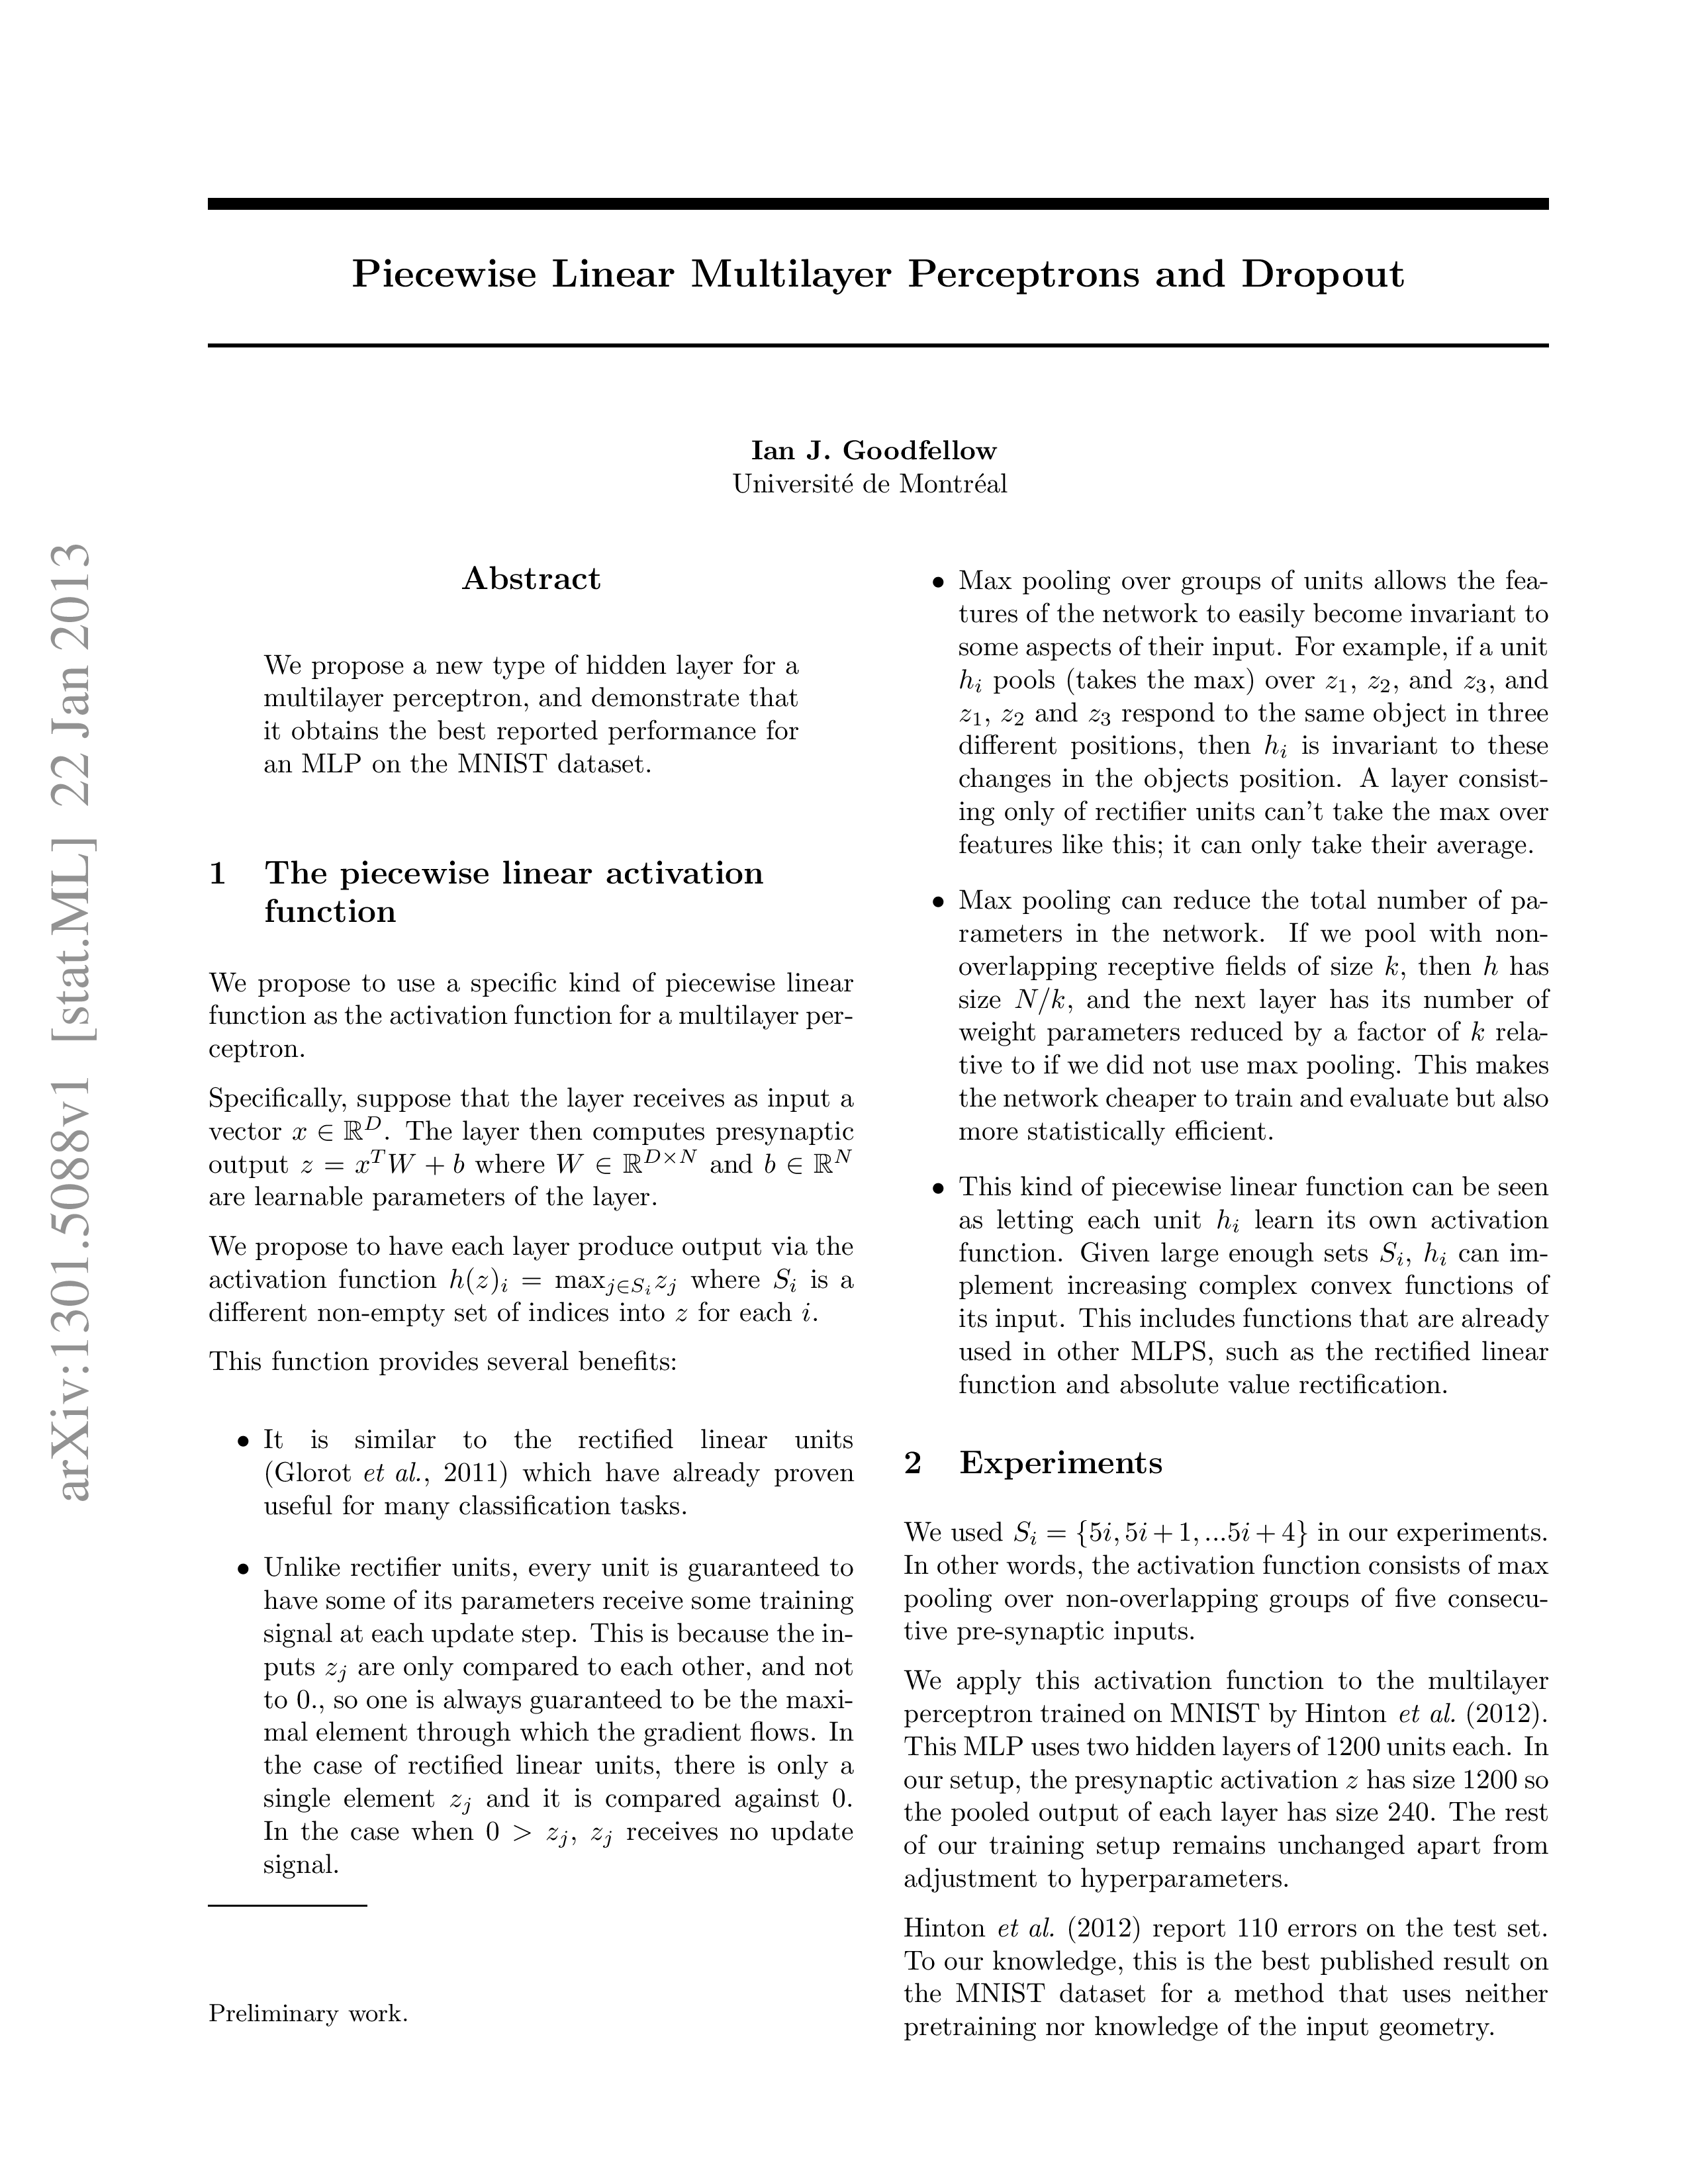 Piecewise Linear Multilayer Perceptrons and Dropout
Ian J. Goodfellow
Université de Montréal
arXiv:1301.5088v1 [stat.ML] 22 Jan 2013
Abstract
We propose a new type of hidden layer for a
multilayer perceptron, and demonstrate that
it obtains the best reported performance for
an MLP on the MNIST dataset.
1 The piecewise linear activation
function
We propose to use a specific kind of piecewise linear
function as the activation function for a multilayer per-
ceptron.
Specifically, suppose that the layer receives as input a
vector x ∈ ℝ^D. The layer then computes presynaptic
output z = x^T W + b where W ∈ ℝ^{D×N} and b ∈ ℝ^N
are learnable parameters of the layer.
We propose to have each layer produce output via the
activation function h(z)_i = max_{j∈S_i} z_j where S_i is a
different non-empty set of indices into z for each i.
This function provides several benefits:
• It is similar to the rectified linear units
(Glorot et al., 2011) which have already proven
useful for many classification tasks.
• Unlike rectifier units, every unit is guaranteed to
have some of its parameters receive some training
signal at each update step. This is because the in-
puts z_j are only compared to each other, and not
to 0., so one is always guaranteed to be the maxi-
mal element through which the gradient flows. In
the case of rectified linear units, there is only a
single element z_j and it is compared against 0.
In the case when 0 > z_j, z_j receives no update
signal.
Preliminary work.
• Max pooling over groups of units allows the fea-
tures of the network to easily become invariant to
some aspects of their input. For example, if a unit
h_i pools (takes the max) over z_1, z_2, and z_3, and
z_1, z_2 and z_3 respond to the same object in three
different positions, then h_i is invariant to these
changes in the objects position. A layer consist-
ing only of rectifier units can't take the max over
features like this; it can only take their average.
• Max pooling can reduce the total number of pa-
rameters in the network. If we pool with non-
overlapping receptive fields of size k, then h has
size N/k, and the next layer has its number of
weight parameters reduced by a factor of k rela-
tive to if we did not use max pooling. This makes
the network cheaper to train and evaluate but also
more statistically efficient.
• This kind of piecewise linear function can be seen
as letting each unit h_i learn its own activation
function. Given large enough sets S_i, h_i can im-
plement increasing complex convex functions of
its input. This includes functions that are already
used in other MLPS, such as the rectified linear
function and absolute value rectification.
2 Experiments
We used S_i = {5i, 5i + 1, ...5i + 4} in our experiments.
In other words, the activation function consists of max
pooling over non-overlapping groups of five consecu-
tive pre-synaptic inputs.
We apply this activation function to the multilayer
perceptron trained on MNIST by Hinton et al. (2012).
This MLP uses two hidden layers of 1200 units each. In
our setup, the presynaptic activation z has size 1200 so
the pooled output of each layer has size 240. The rest
of our training setup remains unchanged apart from
adjustment to hyperparameters.
Hinton et al. (2012) report 110 errors on the test set.
To our knowledge, this is the best published result on
the MNIST dataset for a method that uses neither
pretraining nor knowledge of the input geometry.